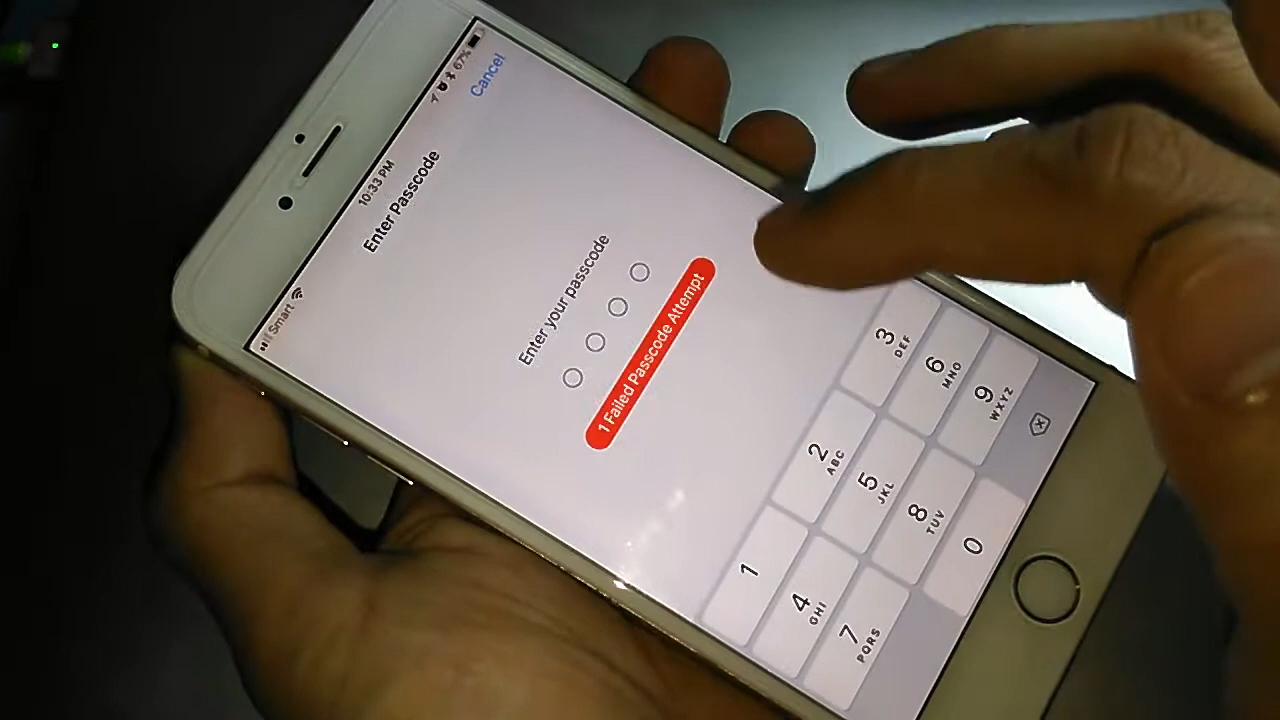 Smart 10:33 PM 67%
Enter Passcode Cancel
Enter your passcode
1 Failed Passcode Attempt
1 2 ABC 3 DEF
4 GHI 5 JKL 6 MNO
7 PQRS 8 TUV 9 WXYZ
0